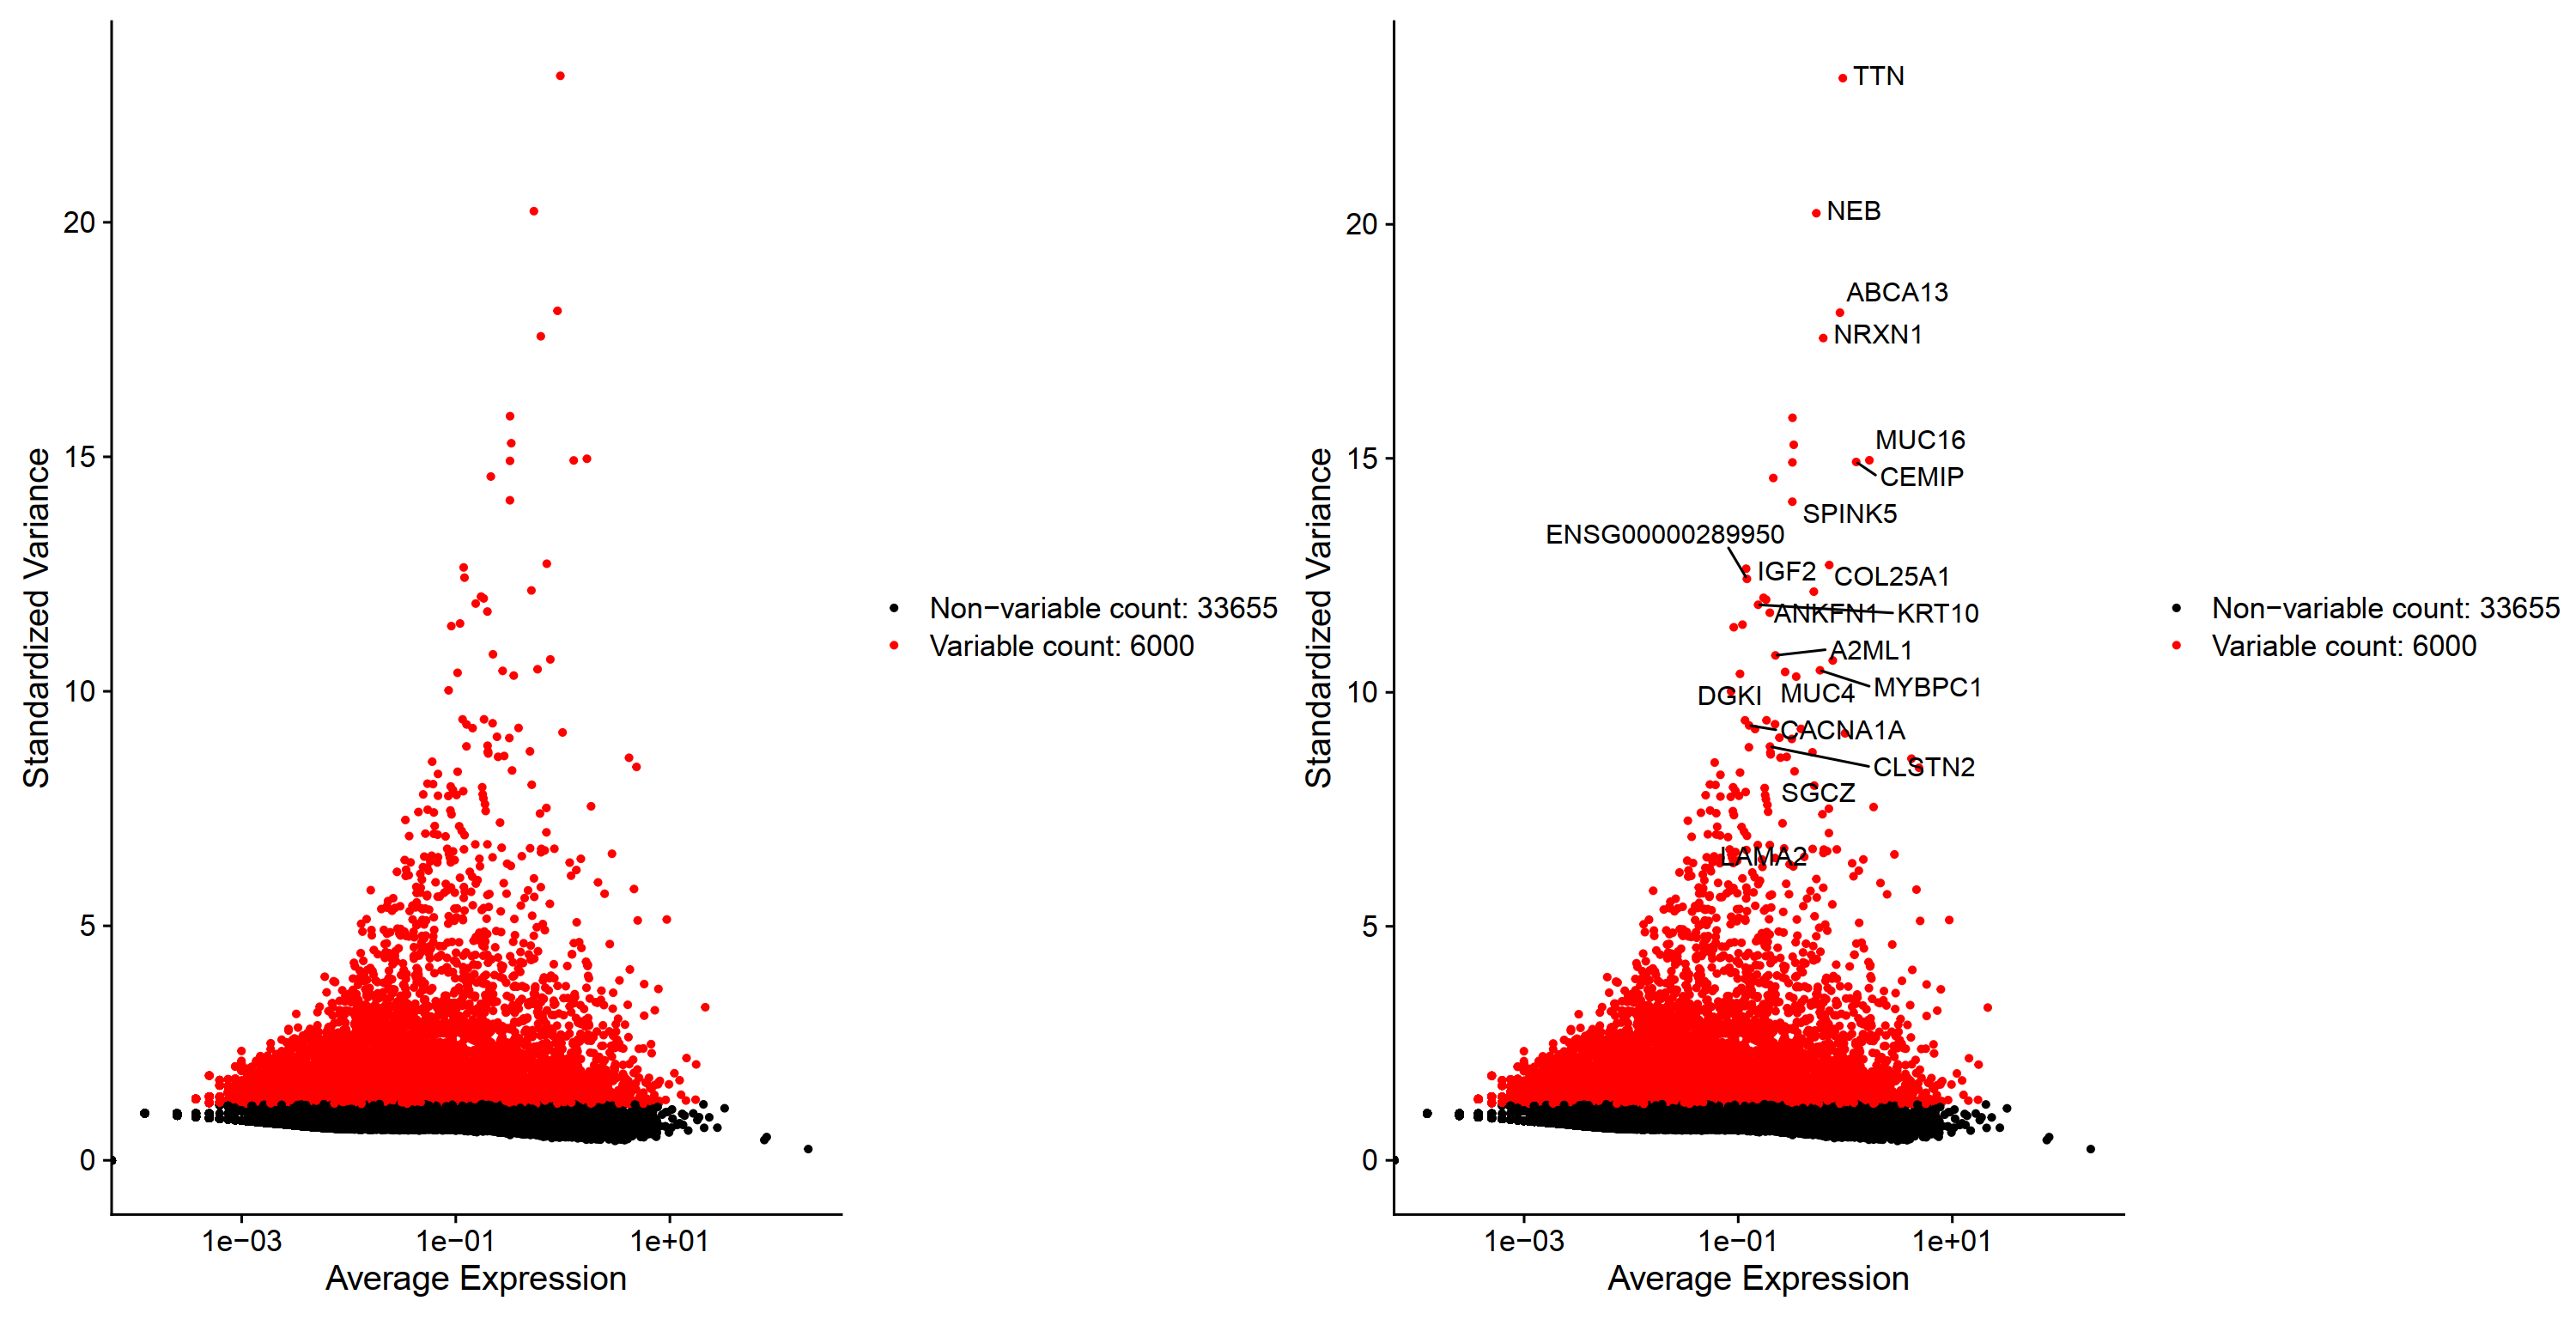 Standardized Variance
20
15
10
5
0
1e−03
1e−01
1e+01
Average Expression
Non−variable count: 33655
Variable count: 6000
Standardized Variance
20
15
10
5
0
TTN
NEB
ABCA13
NRXN1
MUC16
CEMIP
SPINK5
ENSG00000289950
IGF2
COL25A1
ANKFN1
KRT10
A2ML1
MYBPC1
DGKI
MUC4
CACNA1A
CLSTN2
SGCZ
LAMA2
1e−03
1e−01
1e+01
Average Expression
Non−variable count: 33655
Variable count: 6000